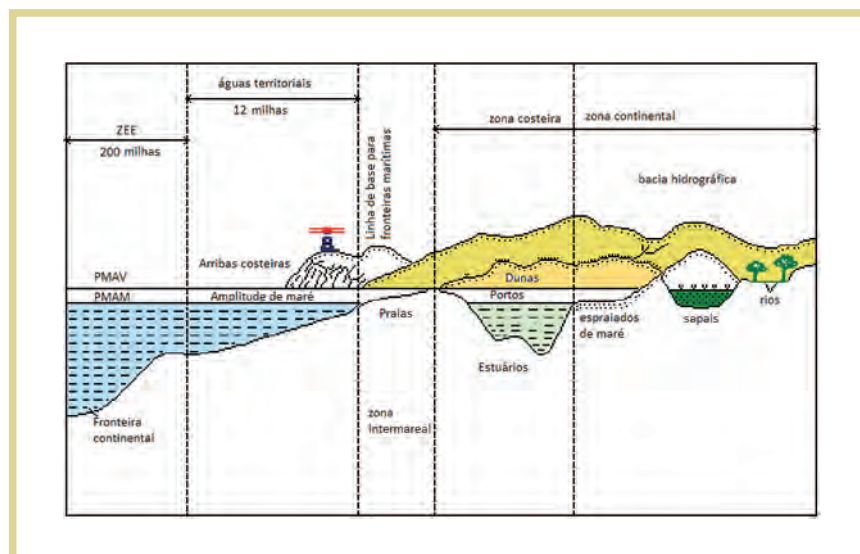 águas territoriais
12 milhas
ZEE
200 milhas
Linha de base para
fronteiras marítimas
zona costeira
zona continental
bacia hidrográfica
Arribas costeiras
PMAV
PMAM
Amplitude de maré
Dunas
Portos
Praias
espraiados
de maré
sapais
rios
Estuários
Fronteira
continental
zona
Intermareal